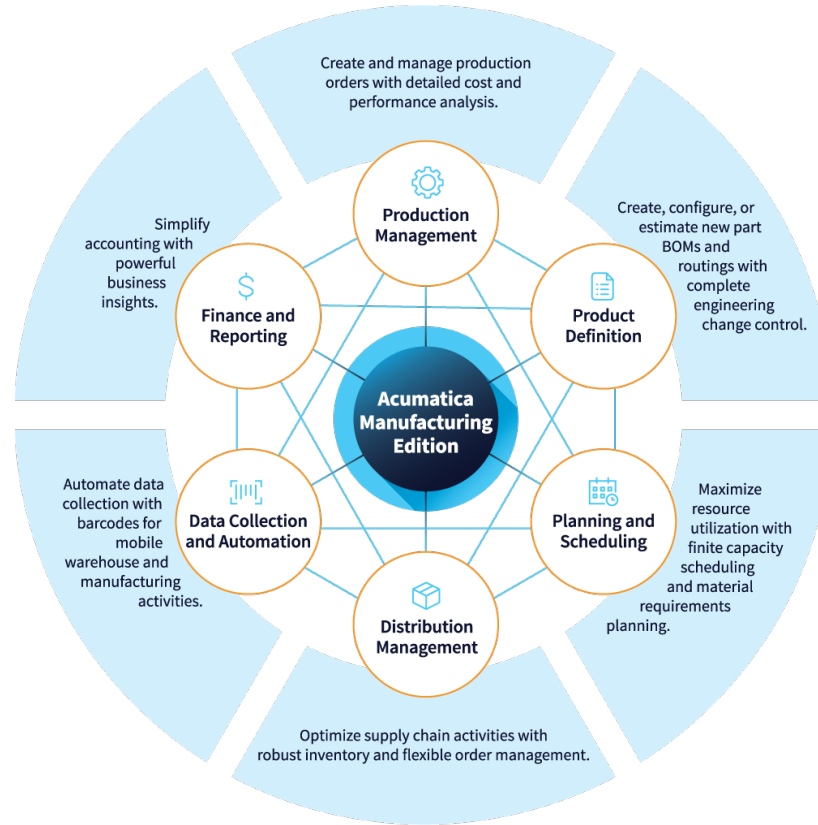 Create and manage production
orders with detailed cost and
performance analysis.
Production
Management
Create, configure, or
estimate new part
BOMs and
routings with
complete
engineering
change control.
Product
Definition
Maximize
resource
utilization with
finite capacity
scheduling
and material
requirements
planning.
Planning and
Scheduling
Optimize supply chain activities with
robust inventory and flexible order management.
Distribution
Management
Automate data
collection with
barcodes for
mobile
warehouse and
manufacturing
activities.
Data Collection
and Automation
Simplify
accounting with
powerful
business
insights.
Finance and
Reporting
Acumatica
Manufacturing
Edition